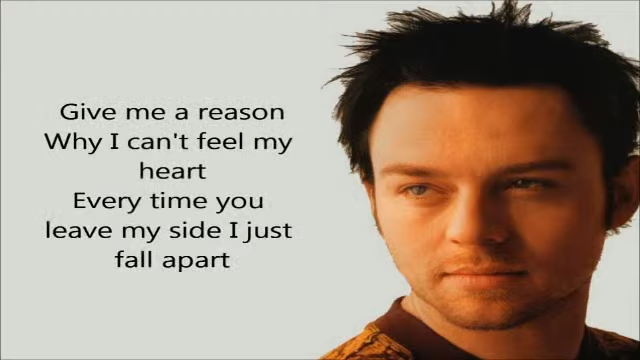 Give me a reason
Why I can't feel my
heart
Every time you
leave my side I just
fall apart